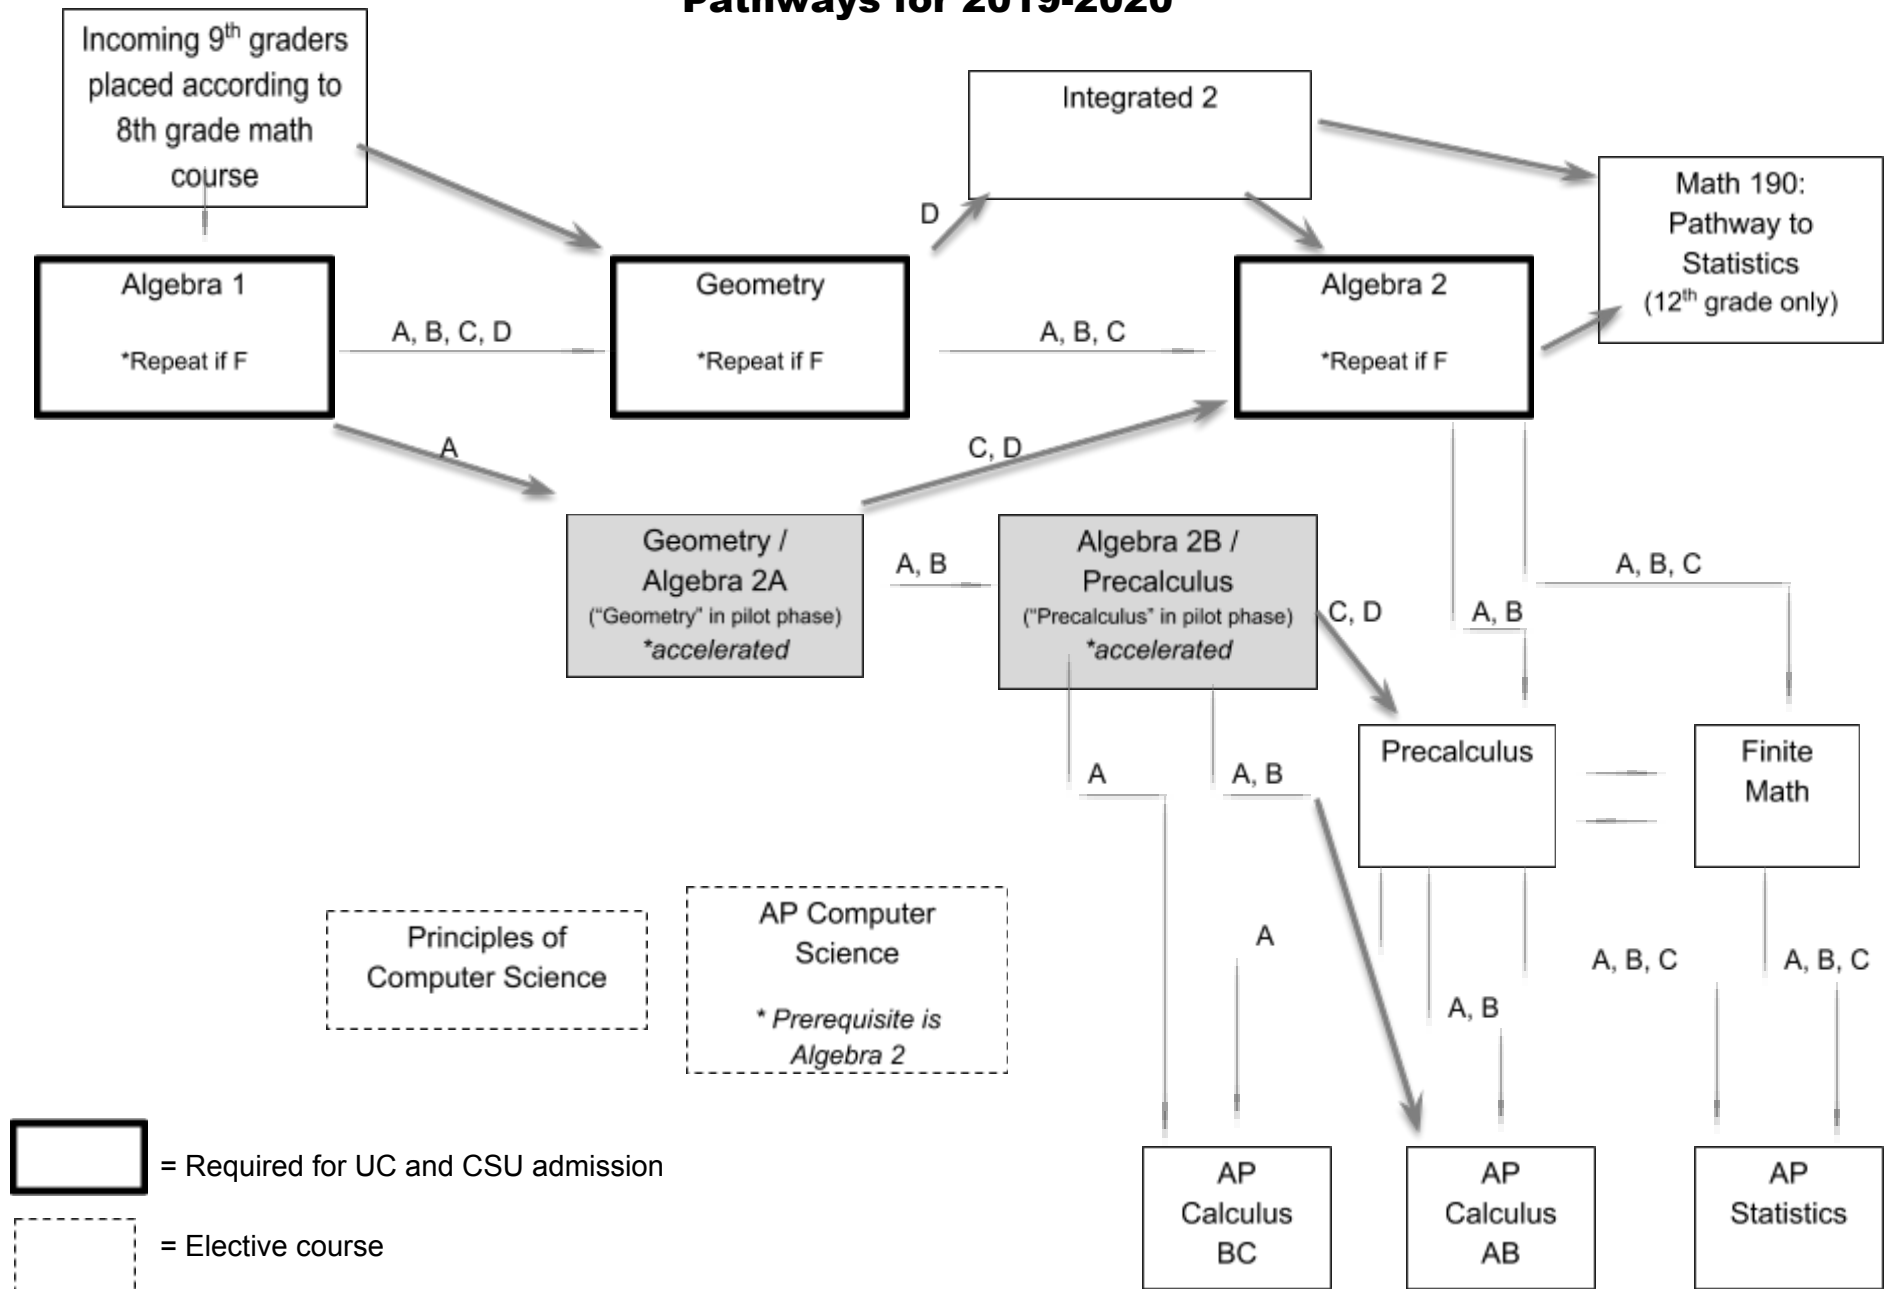 Pathways for 2019-2020
Incoming 9th graders
placed according to
8th grade math
course
Integrated 2
Math 190:
Pathway to
Statistics
(12th grade only)
D
Algebra 1
*Repeat if F
A, B, C, D
Geometry
*Repeat if F
A, B, C
Algebra 2
*Repeat if F
A
C, D
Geometry /
Algebra 2A
("Geometry" in pilot phase)
*accelerated
A, B
Algebra 2B /
Precalculus
("Precalculus" in pilot phase)
*accelerated
C, D
A, B
A, B, C
Precalculus
Finite
Math
A
A, B
Principles of
Computer Science
AP Computer
Science
* Prerequisite is
Algebra 2
A
A, B
A, B, C
A, B, C
= Required for UC and CSU admission
= Elective course
AP
Calculus
BC
AP
Calculus
AB
AP
Statistics